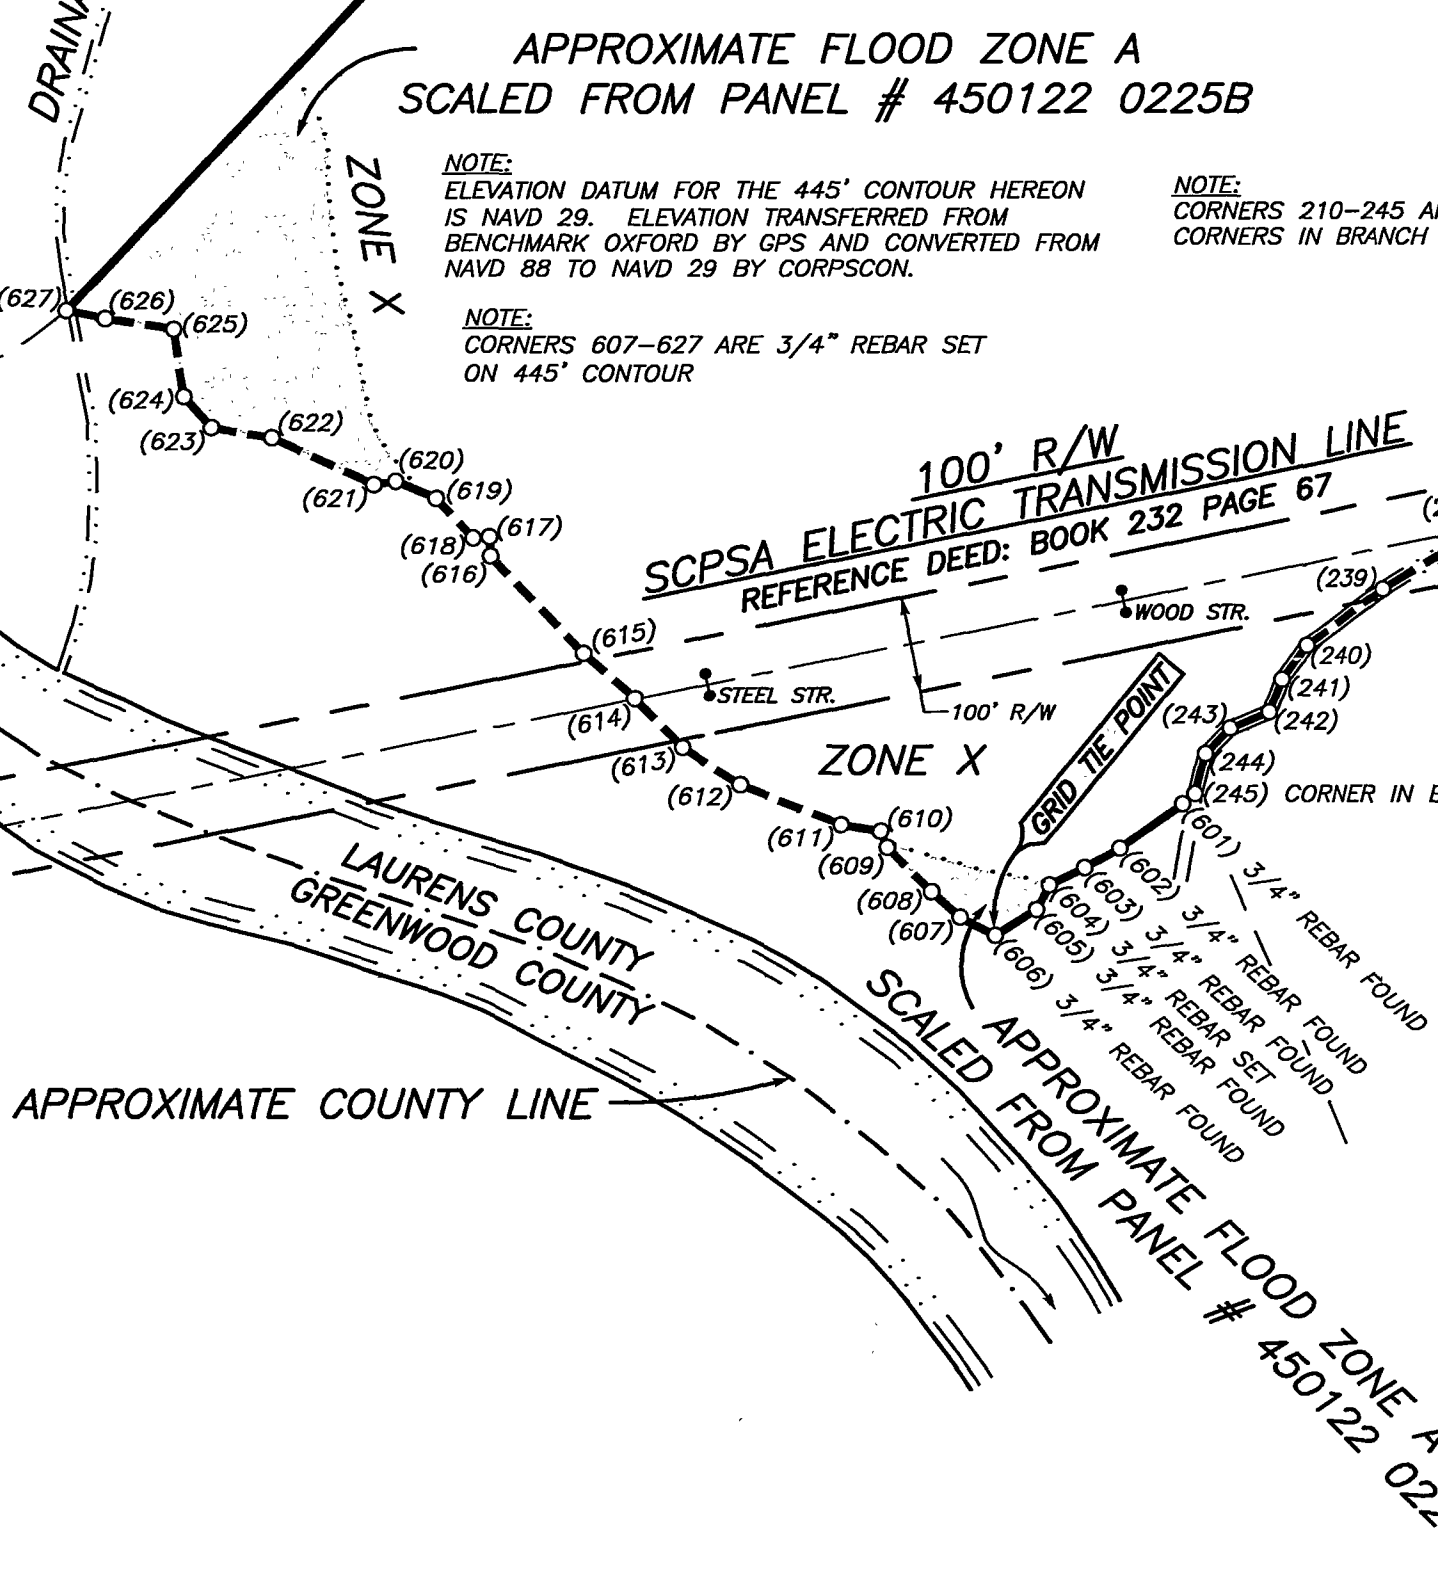 DRAINA
APPROXIMATE FLOOD ZONE A
SCALED FROM PANEL # 450122 0225B
ZONE X
NOTE:
ELEVATION DATUM FOR THE 445' CONTOUR HEREON
IS NAVD 29. ELEVATION TRANSFERRED FROM
BENCHMARK OXFORD BY GPS AND CONVERTED FROM
NAVD 88 TO NAVD 29 BY CORPSCON.
NOTE:
CORNERS 210-245 A
CORNERS IN BRANCH
NOTE:
CORNERS 607-627 ARE 3/4" REBAR SET
ON 445' CONTOUR
(627)
(626)
(625)
(624)
(623)
(622)
(621)
(620)
(619)
(618)
(617)
(616)
(615)
(614)
(613)
(612)
(611)
(610)
(609)
(608)
(607)
100' R/W
SCPSA ELECTRIC TRANSMISSION LINE
REFERENCE DEED: BOOK 232 PAGE 67
(2
(239)
(240)
(241)
(242)
(243)
(244)
(245) CORNER IN
WOOD STR.
STEEL STR.
100' R/W
ZONE X
GRID TIE POINT
(601) 3/4" REBAR FOUND
(602) 3/4" REBAR FOUND
(603) 3/4" REBAR FOUND
(604) 3/4" REBAR SET
(605) 3/4" REBAR FOUND
(606) 3/4" REBAR FOUND
LAURENS COUNTY
GREENWOOD COUNTY
APPROXIMATE COUNTY LINE
APPROXIMATE FLOOD ZONE A
SCALED FROM PANEL # 450122 022